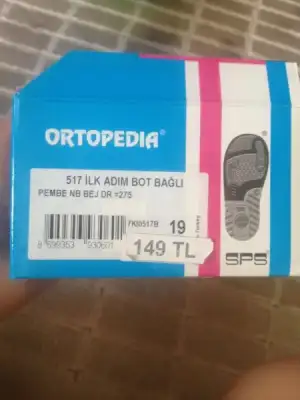 ORTOPEDIA®
517 İLK ADIM BOT BAĞLI
PEMBE NB BEJ DR *275
19
149 TL
SPS